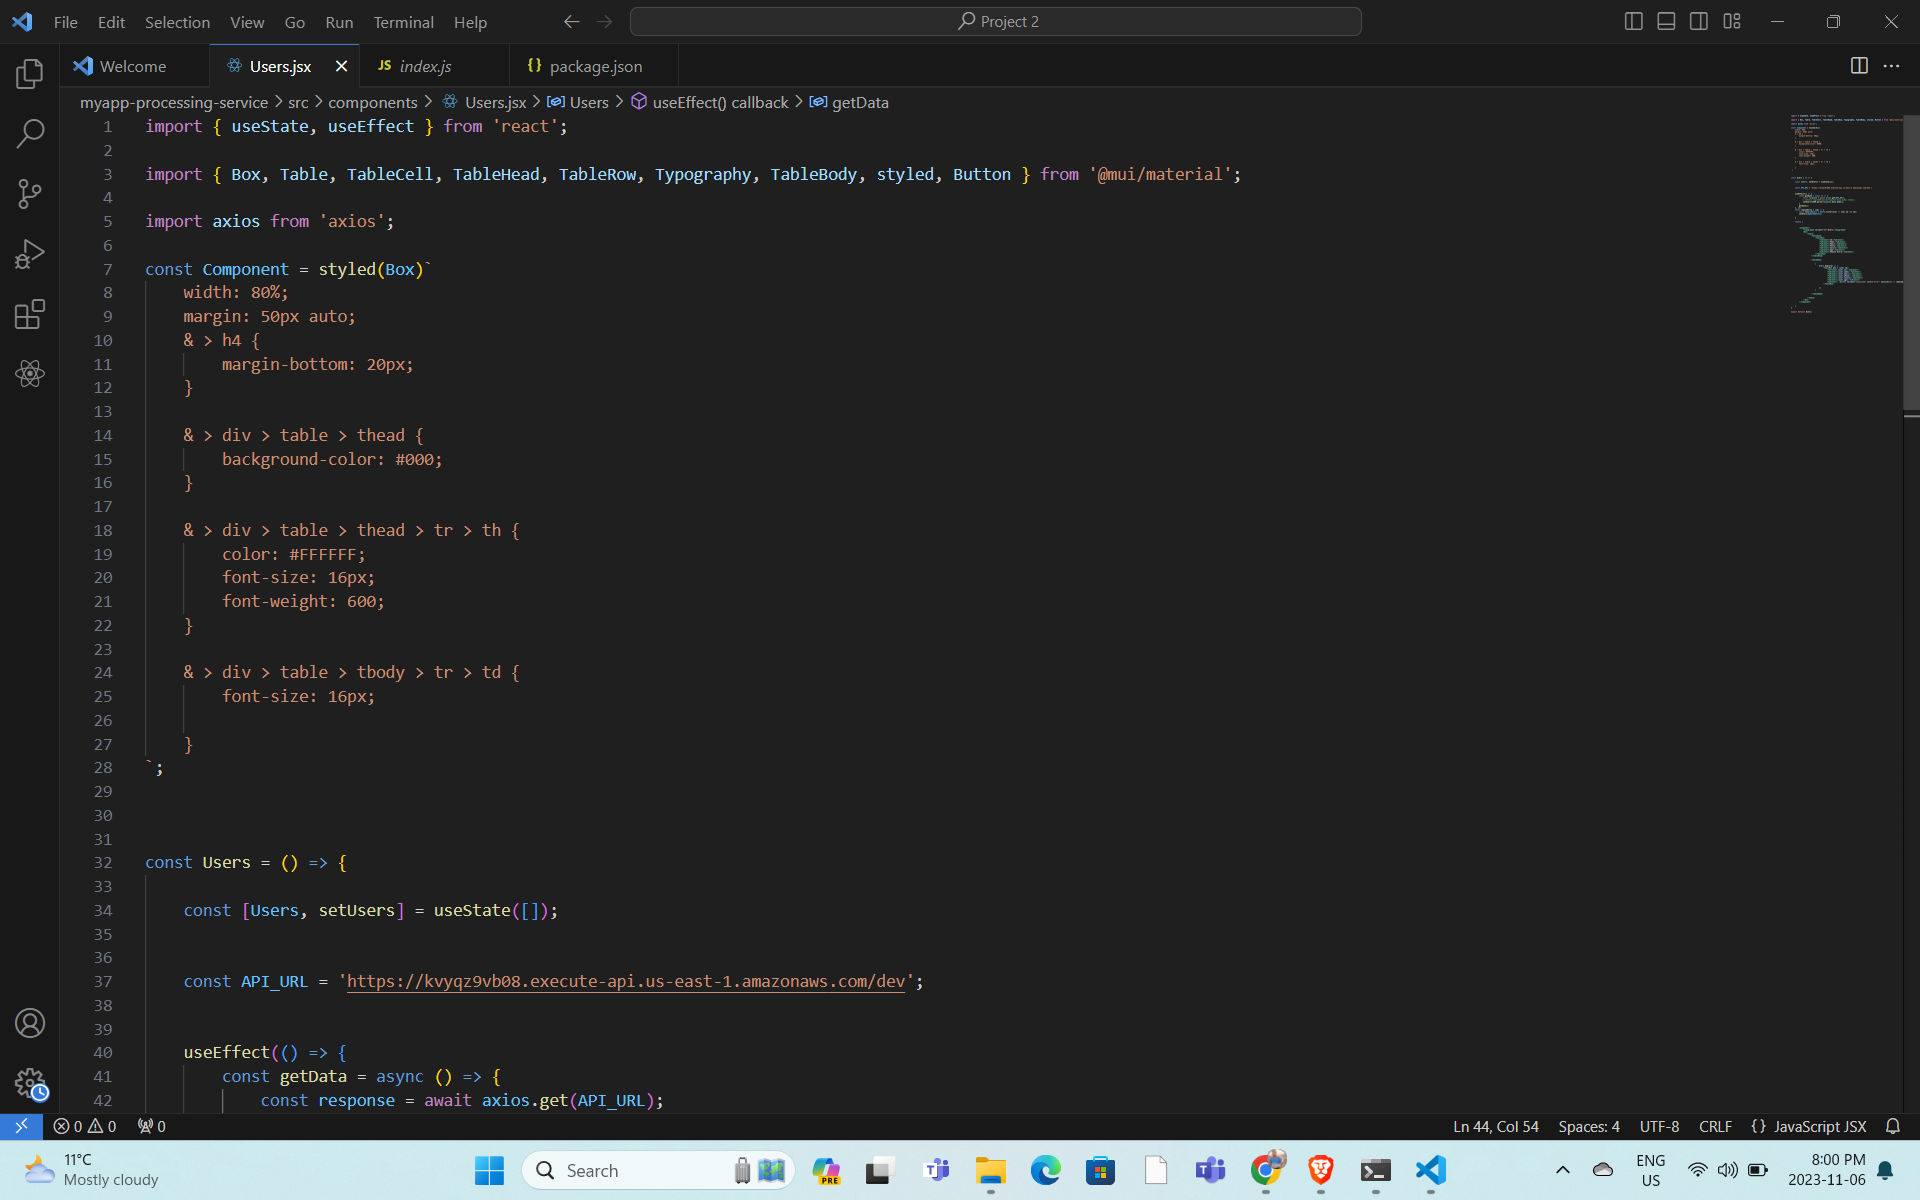 File Edit Selection View Go Run Terminal Help Project 2
Welcome Users.jsx JS index.js {} package.json
myapp-processing-service > src > components > Users.jsx > Users > useEffect() callback > getData
1 import { useState, useEffect } from 'react';
2
3 import { Box, Table, TableCell, TableHead, TableRow, Typography, TableBody, styled, Button } from '@mui/material';
4
5 import axios from 'axios';
6
7 const Component = styled(Box)`
8 width: 80%;
9 margin: 50px auto;
10 & > h4 {
11 margin-bottom: 20px;
12 }
13
14 & > div > table > thead {
15 background-color: #000;
16 }
17
18 & > div > table > thead > tr > th {
19 color: #FFFFFF;
20 font-size: 16px;
21 font-weight: 600;
22 }
23
24 & > div > table > tbody > tr > td {
25 font-size: 16px;
26
27 }
28 `;
29
30
31
32 const Users = () => {
33
34 const [Users, setUsers] = useState([]);
35
36
37 const API_URL = 'https://kvyqz9vb08.execute-api.us-east-1.amazonaws.com/dev';
38
39
40 useEffect(() => {
41 const getData = async () => {
42 const response = await axios.get(API_URL);
0 0 0 Ln 44, Col 54 Spaces: 4 UTF-8 CRLF {} JavaScript JSX
11°C
Mostly cloudy
Search
PRE
ENG
US
8:00 PM
2023-11-06